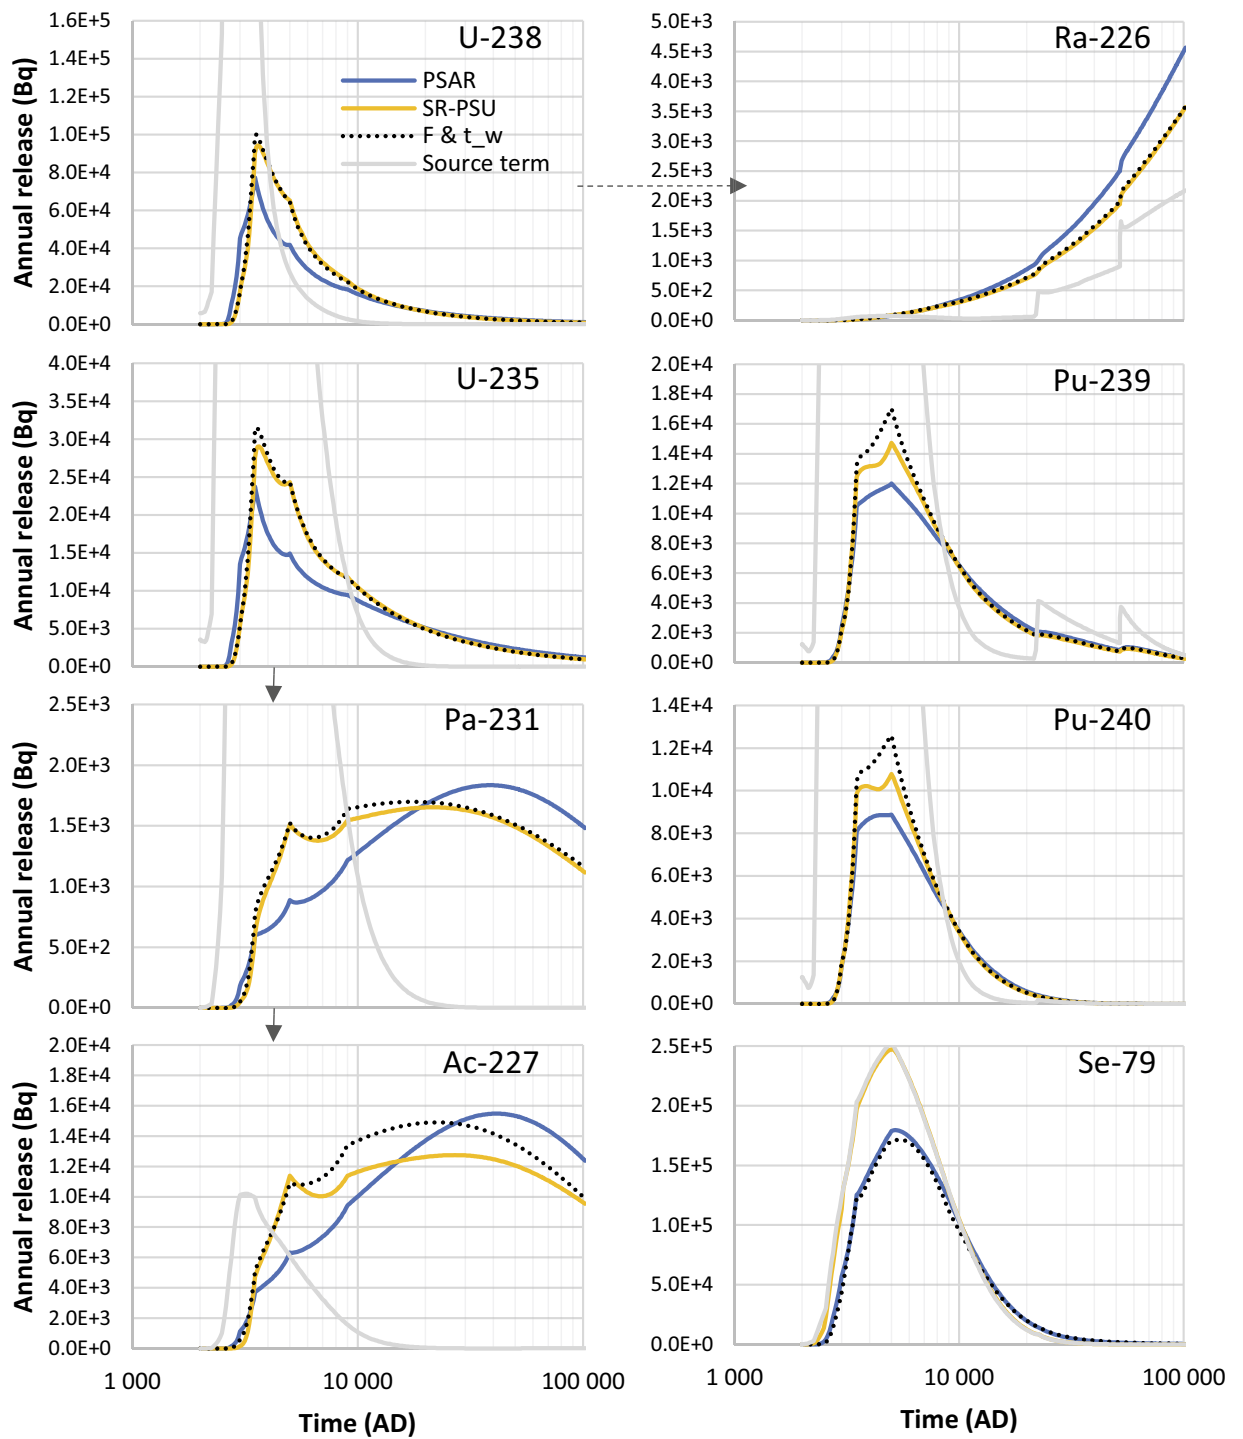 U-238
Annual release (Bq)
1.6E+5
1.4E+5
1.2E+5
1.0E+5
8.0E+4
6.0E+4
4.0E+4
2.0E+4
0.0E+0
PSAR
SR-PSU
F & t_w
Source term
Ra-226
5.0E+3
4.5E+3
4.0E+3
3.5E+3
3.0E+3
2.5E+3
2.0E+3
1.5E+3
1.0E+3
5.0E+2
0.0E+0
U-235
Annual release (Bq)
4.0E+4
3.5E+4
3.0E+4
2.5E+4
2.0E+4
1.5E+4
1.0E+4
5.0E+3
0.0E+0
Pu-239
2.0E+4
1.8E+4
1.6E+4
1.4E+4
1.2E+4
1.0E+4
8.0E+3
6.0E+3
4.0E+3
2.0E+3
0.0E+0
Pa-231
Annual release (Bq)
2.5E+3
2.0E+3
1.5E+3
1.0E+3
5.0E+2
0.0E+0
Pu-240
1.4E+4
1.2E+4
1.0E+4
8.0E+3
6.0E+3
4.0E+3
2.0E+3
0.0E+0
Ac-227
Annual release (Bq)
2.0E+4
1.8E+4
1.6E+4
1.4E+4
1.2E+4
1.0E+4
8.0E+3
6.0E+3
4.0E+3
2.0E+3
0.0E+0
1 000 10 000 100 000
Time (AD)
Se-79
2.5E+5
2.0E+5
1.5E+5
1.0E+5
5.0E+4
0.0E+0
1 000 10 000 100 000
Time (AD)